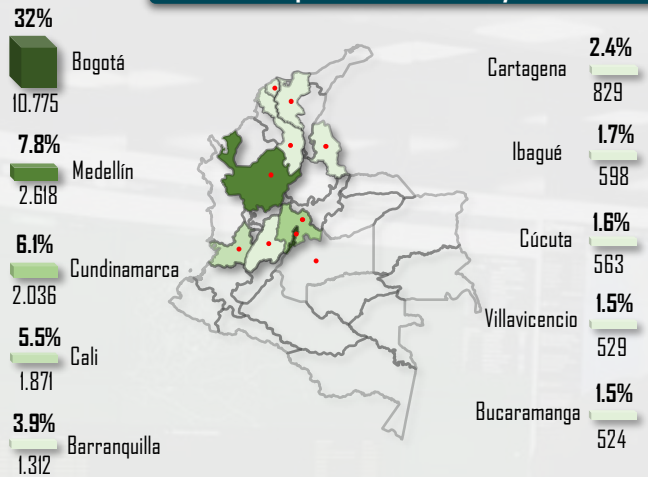 32%
Bogotá
10.775
7.8%
Medellín
2.618
6.1%
Cundinamarca
2.036
5.5%
Cali
1.871
3.9%
Barranquilla
1.312
2.4%
Cartagena
829
1.7%
Ibagué
598
1.6%
Cúcuta
563
1.5%
Villavicencio
529
1.5%
Bucaramanga
524